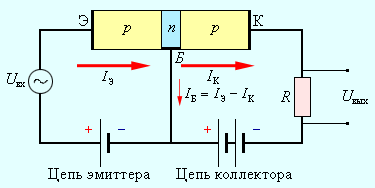 Э К
p n p
Б
Uвх Iэ Iк
Iб = Iэ – Iк R Uвых
+ – + –
Цепь эмиттера Цепь коллектора